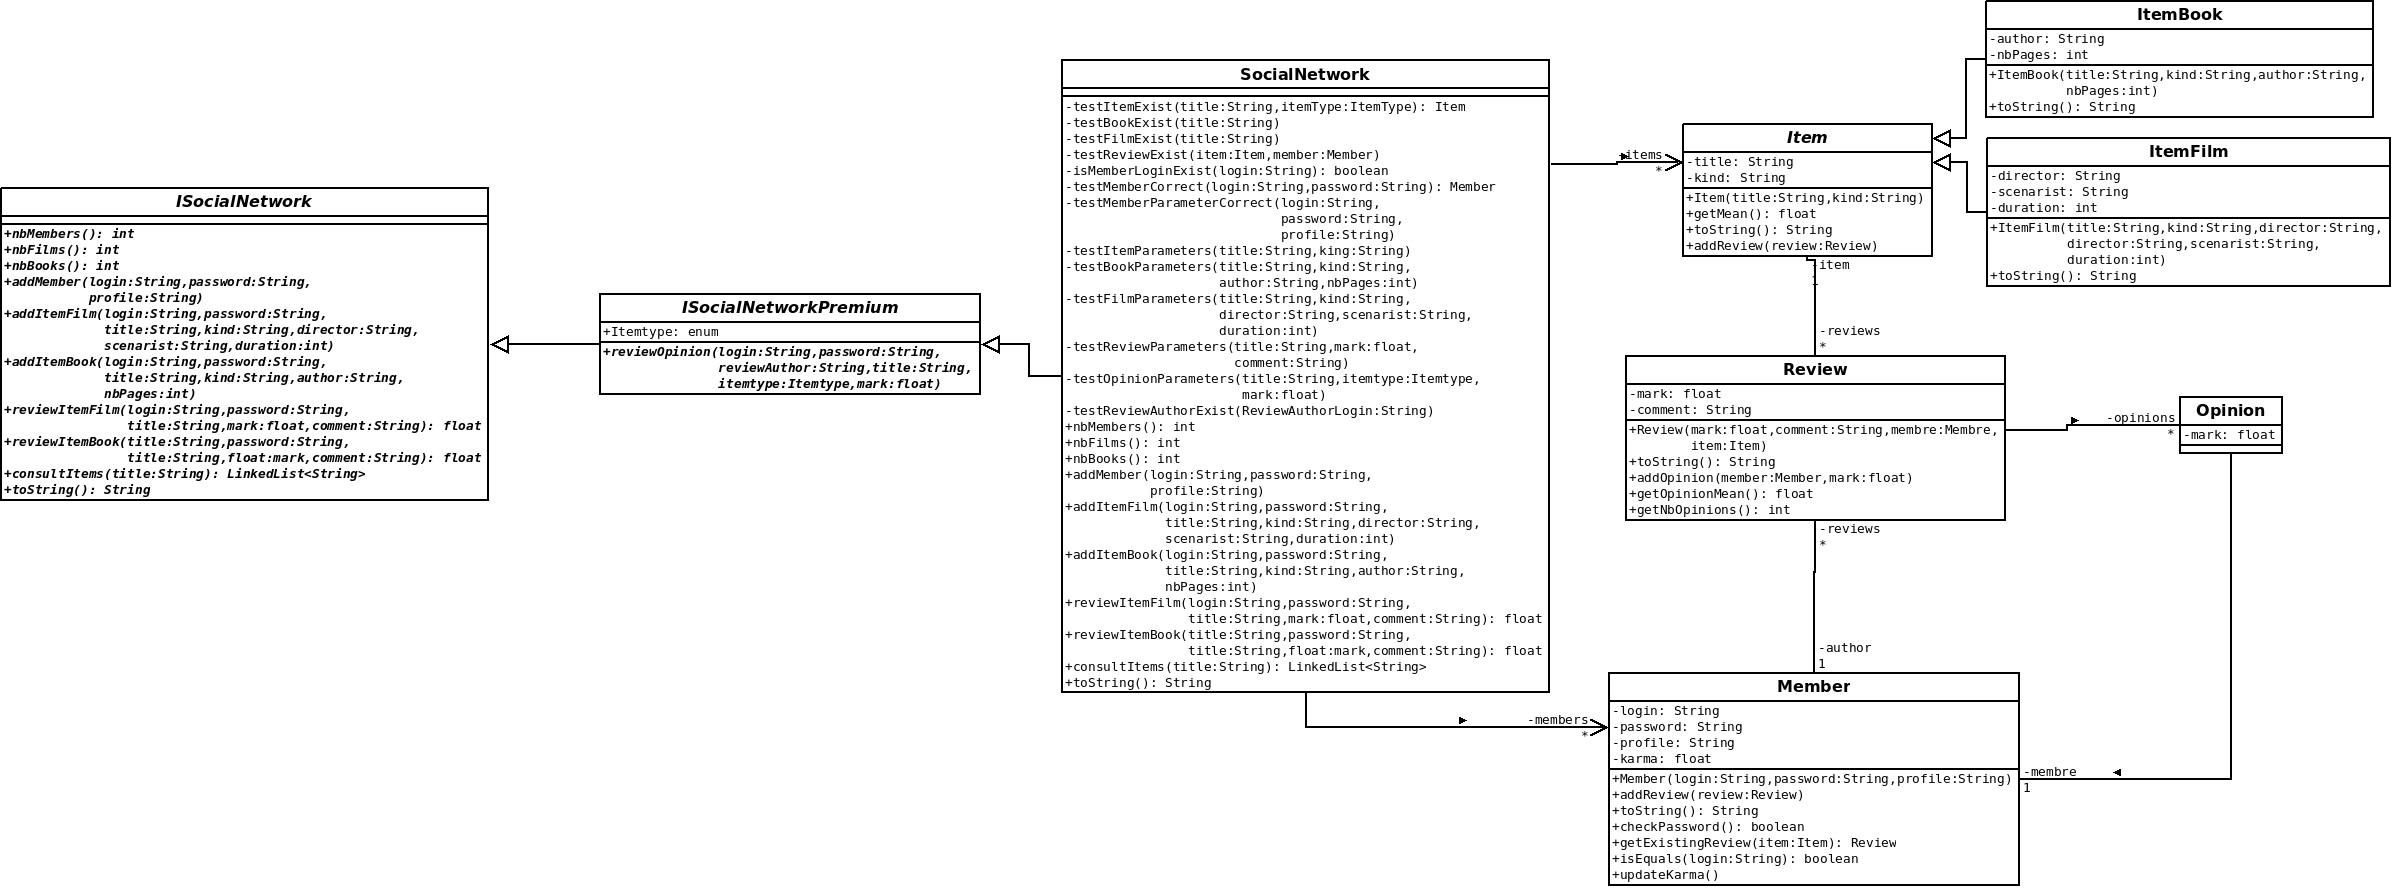 ISocialNetwork
+nbMembers(): int
+nbFilms(): int
+nbBooks(): int
+addMember(login:String,password:String,
profile:String)
+addItemFilm(login:String,password:String,
title:String,kind:String,director:String,
scenarist:String,duration:int)
+addItemBook(login:String,password:String,
title:String,kind:String,author:String,
nbPages:int)
+reviewItemFilm(login:String,password:String,
title:String,mark:float,comment:String): float
+reviewItemBook(title:String,password:String,
title:String,float:mark,comment:String): float
+consultItems(title:String): LinkedList<String>
+toString(): String
ISocialNetworkPremium
+Itemtype: enum
+reviewOpinion(login:String,password:String,
reviewAuthor:String,title:String,
itemtype:Itemtype,mark:float)
SocialNetwork
-testItemExist(title:String,itemType:ItemType): Item
-testBookExist(title:String)
-testFilmExist(title:String)
-testReviewExist(item:Item,member:Member)
-isMemberLoginExist(login:String): boolean
-testMemberCorrect(login:String,password:String): Member
-testMemberParameterCorrect(login:String,
password:String,
profile:String)
-testItemParameters(title:String,king:String)
-testBookParameters(title:String,kind:String,
author:String,nbPages:int)
-testFilmParameters(title:String,kind:String,
director:String,scenarist:String,
duration:int)
-testReviewParameters(title:String,mark:float,
comment:String)
-testOpinionParameters(title:String,itemtype:Itemtype,
mark:float)
-testReviewAuthorExist(ReviewAuthorLogin:String)
+nbMembers(): int
+nbFilms(): int
+nbBooks(): int
+addMember(login:String,password:String,
profile:String)
+addItemFilm(login:String,password:String,
title:String,kind:String,director:String,
scenarist:String,duration:int)
+addItemBook(login:String,password:String,
title:String,kind:String,author:String,
nbPages:int)
+reviewItemFilm(login:String,password:String,
title:String,mark:float,comment:String): float
+reviewItemBook(title:String,password:String,
title:String,float:mark,comment:String): float
+consultItems(title:String): LinkedList<String>
+toString(): String
-items
*
-members
*
Item
-title: String
-kind: String
+Item(title:String,kind:String)
+getMean(): float
+toString(): String
+addReview(review:Review)
ItemBook
-author: String
-nbPages: int
+ItemBook(title:String,kind:String,author:String,
nbPages:int)
+toString(): String
ItemFilm
-director: String
-scenarist: String
-duration: int
+ItemFilm(title:String,kind:String,director:String,
director:String,scenarist:String,
duration:int)
+toString(): String
-item
1
-reviews
*
Review
-mark: float
-comment: String
+Review(mark:float,comment:String,membre:Membre,
item:Item)
+toString(): String
+addOpinion(member:Member,mark:float)
+getOpinionMean(): float
+getNbOpinions(): int
-opinions
*
Opinion
-mark: float
-reviews
*
-author
1
Member
-login: String
-password: String
-profile: String
-karma: float
+Member(login:String,password:String,profile:String)
+addReview(review:Review)
+toString(): String
+checkPassword(): boolean
+getExistingReview(item:Item): Review
+isEquals(login:String): boolean
+updateKarma()
-membre
1